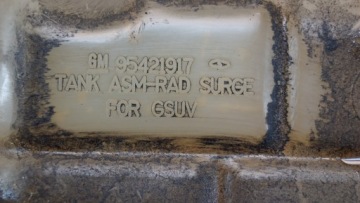 GM 95421917
TANK ASM-RAD SURGE
FOR GSUV